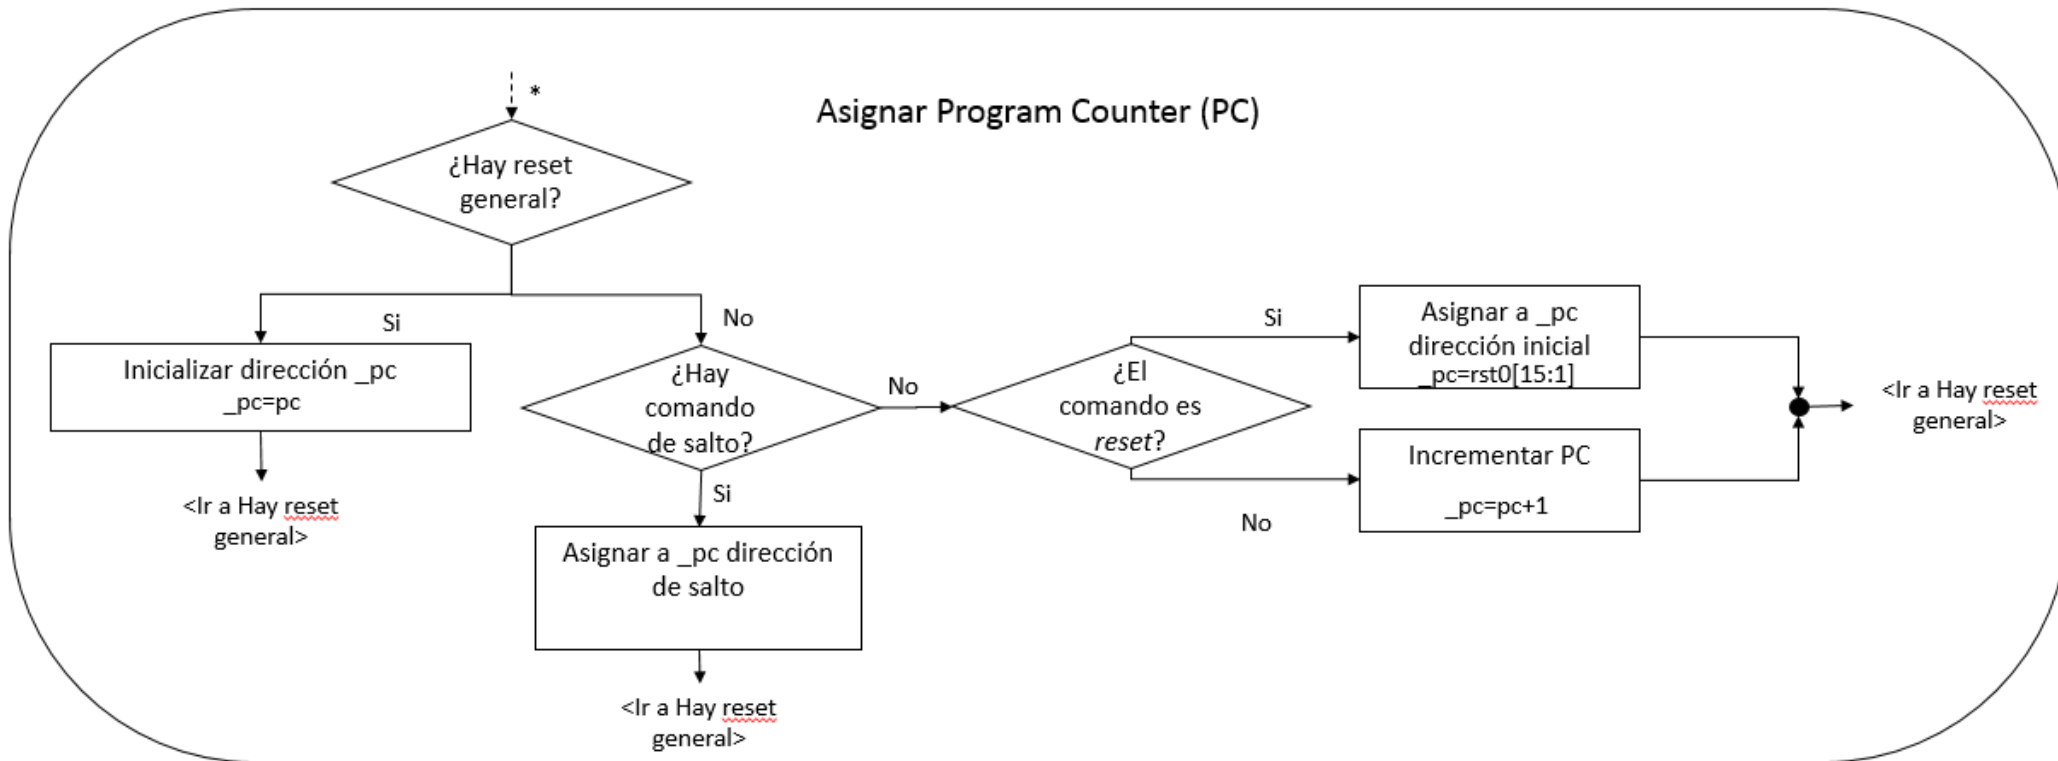 *
Asignar Program Counter (PC)
¿Hay reset
general?
Si
No
Inicializar dirección _pc
_pc=pc
<Ir a Hay reset
general>
¿Hay
comando
de salto?
No
Si
Asignar a _pc dirección
de salto
<Ir a Hay reset
general>
¿El
comando es
reset?
Si
No
Asignar a _pc
dirección inicial
_pc=rst0[15:1]
Incrementar PC
_pc=pc+1
<Ir a Hay reset
general>